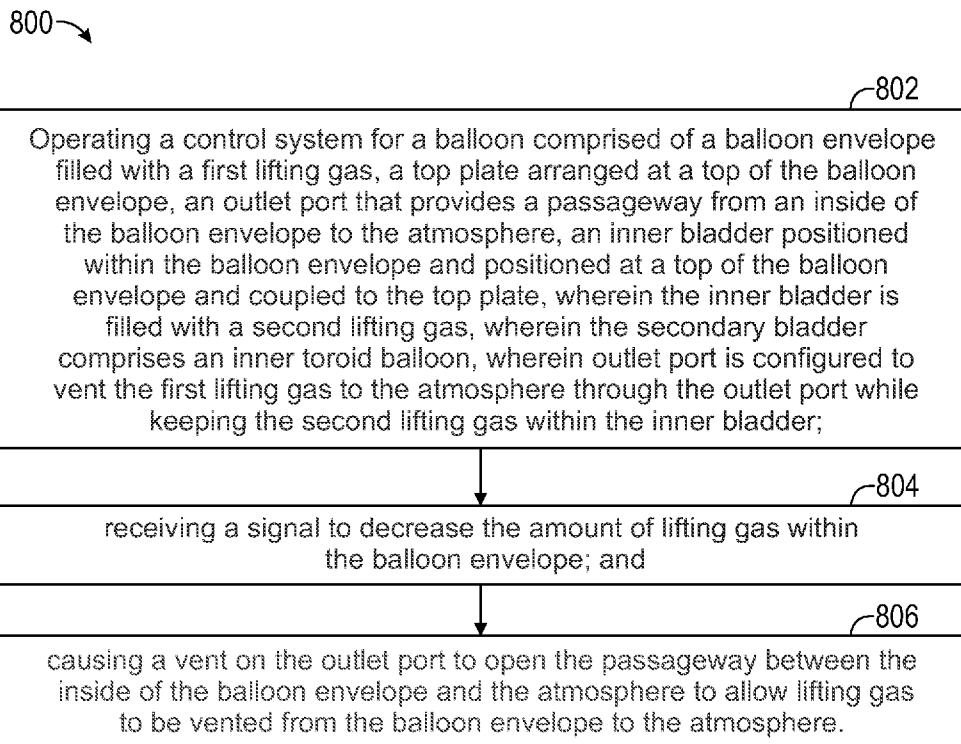 800
802
Operating a control system for a balloon comprised of a balloon envelope
filled with a first lifting gas, a top plate arranged at a top of the balloon
envelope, an outlet port that provides a passageway from an inside of
the balloon envelope to the atmosphere, an inner bladder positioned
within the balloon envelope and positioned at a top of the balloon
envelope and coupled to the top plate, wherein the inner bladder is
filled with a second lifting gas, wherein the secondary bladder
comprises an inner toroid balloon, wherein outlet port is configured to
vent the first lifting gas to the atmosphere through the outlet port while
keeping the second lifting gas within the inner bladder;
804
receiving a signal to decrease the amount of lifting gas within
the balloon envelope; and
806
causing a vent on the outlet port to open the passageway between the
inside of the balloon envelope and the atmosphere to allow lifting gas
to be vented from the balloon envelope to the atmosphere.